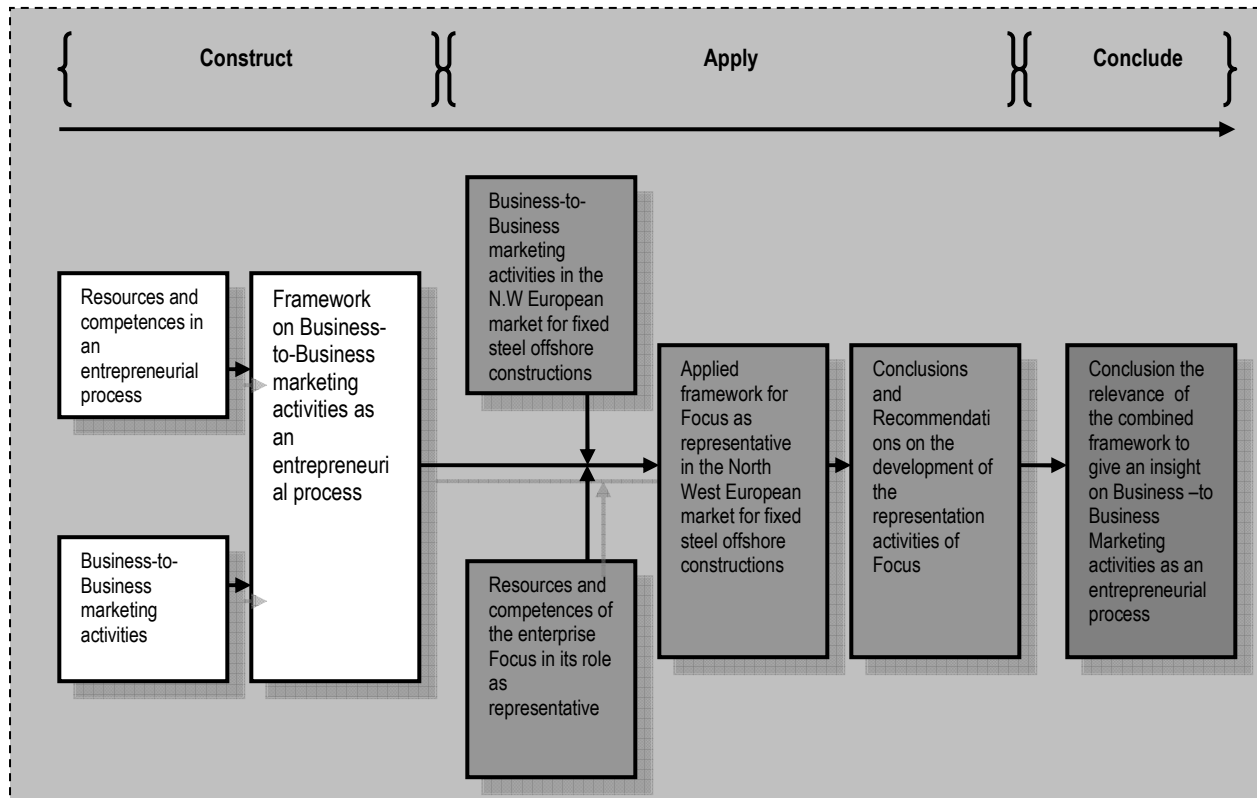 Construct
Apply
Conclude
Resources and
competences in
an
entrepreneurial
process
Business-to-
Business
marketing
activities
Framework
on Business-
to-Business
marketing
activities as
an
entrepreneuri
al process
Business-to-
Business
marketing
activities in the
N.W European
market for fixed
steel offshore
constructions
Resources and
competences of
the enterprise
Focus in its role
as
representative
Applied
framework for
Focus as
representative
in the North
West European
market for fixed
steel offshore
constructions
Conclusions
and
Recommendati
ons on the
development of
the
representation
activities of
Focus
Conclusion the
relevance of
the combined
framework to
give an insight
on Business –to
Business
Marketing
activities as an
entrepreneurial
process